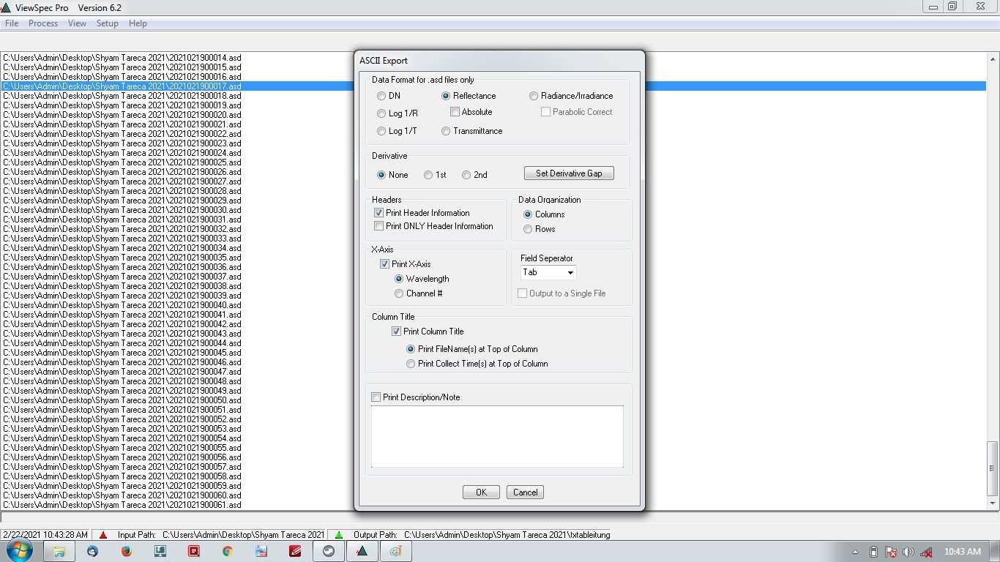 ViewSpec Pro Version 6.2
File Process View Setup Help
C:\Users\Admin\Desktop\Shyam Tareca 2021\2021021900014.asd
C:\Users\Admin\Desktop\Shyam Tareca 2021\2021021900015.asd
C:\Users\Admin\Desktop\Shyam Tareca 2021\2021021900016.asd
C:\Users\Admin\Desktop\Shyam Tareca 2021\2021021900017.asd
C:\Users\Admin\Desktop\Shyam Tareca 2021\2021021900018.asd
C:\Users\Admin\Desktop\Shyam Tareca 2021\2021021900019.asd
C:\Users\Admin\Desktop\Shyam Tareca 2021\2021021900020.asd
C:\Users\Admin\Desktop\Shyam Tareca 2021\2021021900021.asd
C:\Users\Admin\Desktop\Shyam Tareca 2021\2021021900022.asd
C:\Users\Admin\Desktop\Shyam Tareca 2021\2021021900023.asd
C:\Users\Admin\Desktop\Shyam Tareca 2021\2021021900024.asd
C:\Users\Admin\Desktop\Shyam Tareca 2021\2021021900025.asd
C:\Users\Admin\Desktop\Shyam Tareca 2021\2021021900026.asd
C:\Users\Admin\Desktop\Shyam Tareca 2021\2021021900027.asd
C:\Users\Admin\Desktop\Shyam Tareca 2021\2021021900028.asd
C:\Users\Admin\Desktop\Shyam Tareca 2021\2021021900029.asd
C:\Users\Admin\Desktop\Shyam Tareca 2021\2021021900030.asd
C:\Users\Admin\Desktop\Shyam Tareca 2021\2021021900031.asd
C:\Users\Admin\Desktop\Shyam Tareca 2021\2021021900032.asd
C:\Users\Admin\Desktop\Shyam Tareca 2021\2021021900033.asd
C:\Users\Admin\Desktop\Shyam Tareca 2021\2021021900034.asd
C:\Users\Admin\Desktop\Shyam Tareca 2021\2021021900035.asd
C:\Users\Admin\Desktop\Shyam Tareca 2021\2021021900036.asd
C:\Users\Admin\Desktop\Shyam Tareca 2021\2021021900037.asd
C:\Users\Admin\Desktop\Shyam Tareca 2021\2021021900038.asd
C:\Users\Admin\Desktop\Shyam Tareca 2021\2021021900039.asd
C:\Users\Admin\Desktop\Shyam Tareca 2021\2021021900040.asd
C:\Users\Admin\Desktop\Shyam Tareca 2021\2021021900041.asd
C:\Users\Admin\Desktop\Shyam Tareca 2021\2021021900042.asd
C:\Users\Admin\Desktop\Shyam Tareca 2021\2021021900043.asd
C:\Users\Admin\Desktop\Shyam Tareca 2021\2021021900044.asd
C:\Users\Admin\Desktop\Shyam Tareca 2021\2021021900045.asd
C:\Users\Admin\Desktop\Shyam Tareca 2021\2021021900046.asd
C:\Users\Admin\Desktop\Shyam Tareca 2021\2021021900047.asd
C:\Users\Admin\Desktop\Shyam Tareca 2021\2021021900048.asd
C:\Users\Admin\Desktop\Shyam Tareca 2021\2021021900049.asd
C:\Users\Admin\Desktop\Shyam Tareca 2021\2021021900050.asd
C:\Users\Admin\Desktop\Shyam Tareca 2021\2021021900051.asd
C:\Users\Admin\Desktop\Shyam Tareca 2021\2021021900052.asd
C:\Users\Admin\Desktop\Shyam Tareca 2021\2021021900053.asd
C:\Users\Admin\Desktop\Shyam Tareca 2021\2021021900054.asd
C:\Users\Admin\Desktop\Shyam Tareca 2021\2021021900055.asd
C:\Users\Admin\Desktop\Shyam Tareca 2021\2021021900056.asd
C:\Users\Admin\Desktop\Shyam Tareca 2021\2021021900057.asd
C:\Users\Admin\Desktop\Shyam Tareca 2021\2021021900058.asd
C:\Users\Admin\Desktop\Shyam Tareca 2021\2021021900059.asd
C:\Users\Admin\Desktop\Shyam Tareca 2021\2021021900060.asd
C:\Users\Admin\Desktop\Shyam Tareca 2021\2021021900061.asd
ASCII Export
Data Format for .asd files only
DN Reflectance Radiance/Irradiance
Log 1/R Absolute Parabolic Correct
Log 1/T Transmittance
Derivative
None 1st 2nd Set Derivative Gap
Headers
Print Header Information
Print ONLY Header Information
Data Organization
Columns
Rows
X-Axis
Print X-Axis
Wavelength
Channel #
Field Seperator
Tab
Output to a Single File
Column Title
Print Column Title
Print FileName(s) at Top of Column
Print Collect Time(s) at Top of Column
Print Description/Note
OK Cancel
2/22/2021 10:43:28 AM Input Path: C:\Users\Admin\Desktop\Shyam Tareca 2021 Output Path: C:\Users\Admin\Desktop\Shyam Tareca 2021\txtableitung
10:43 AM